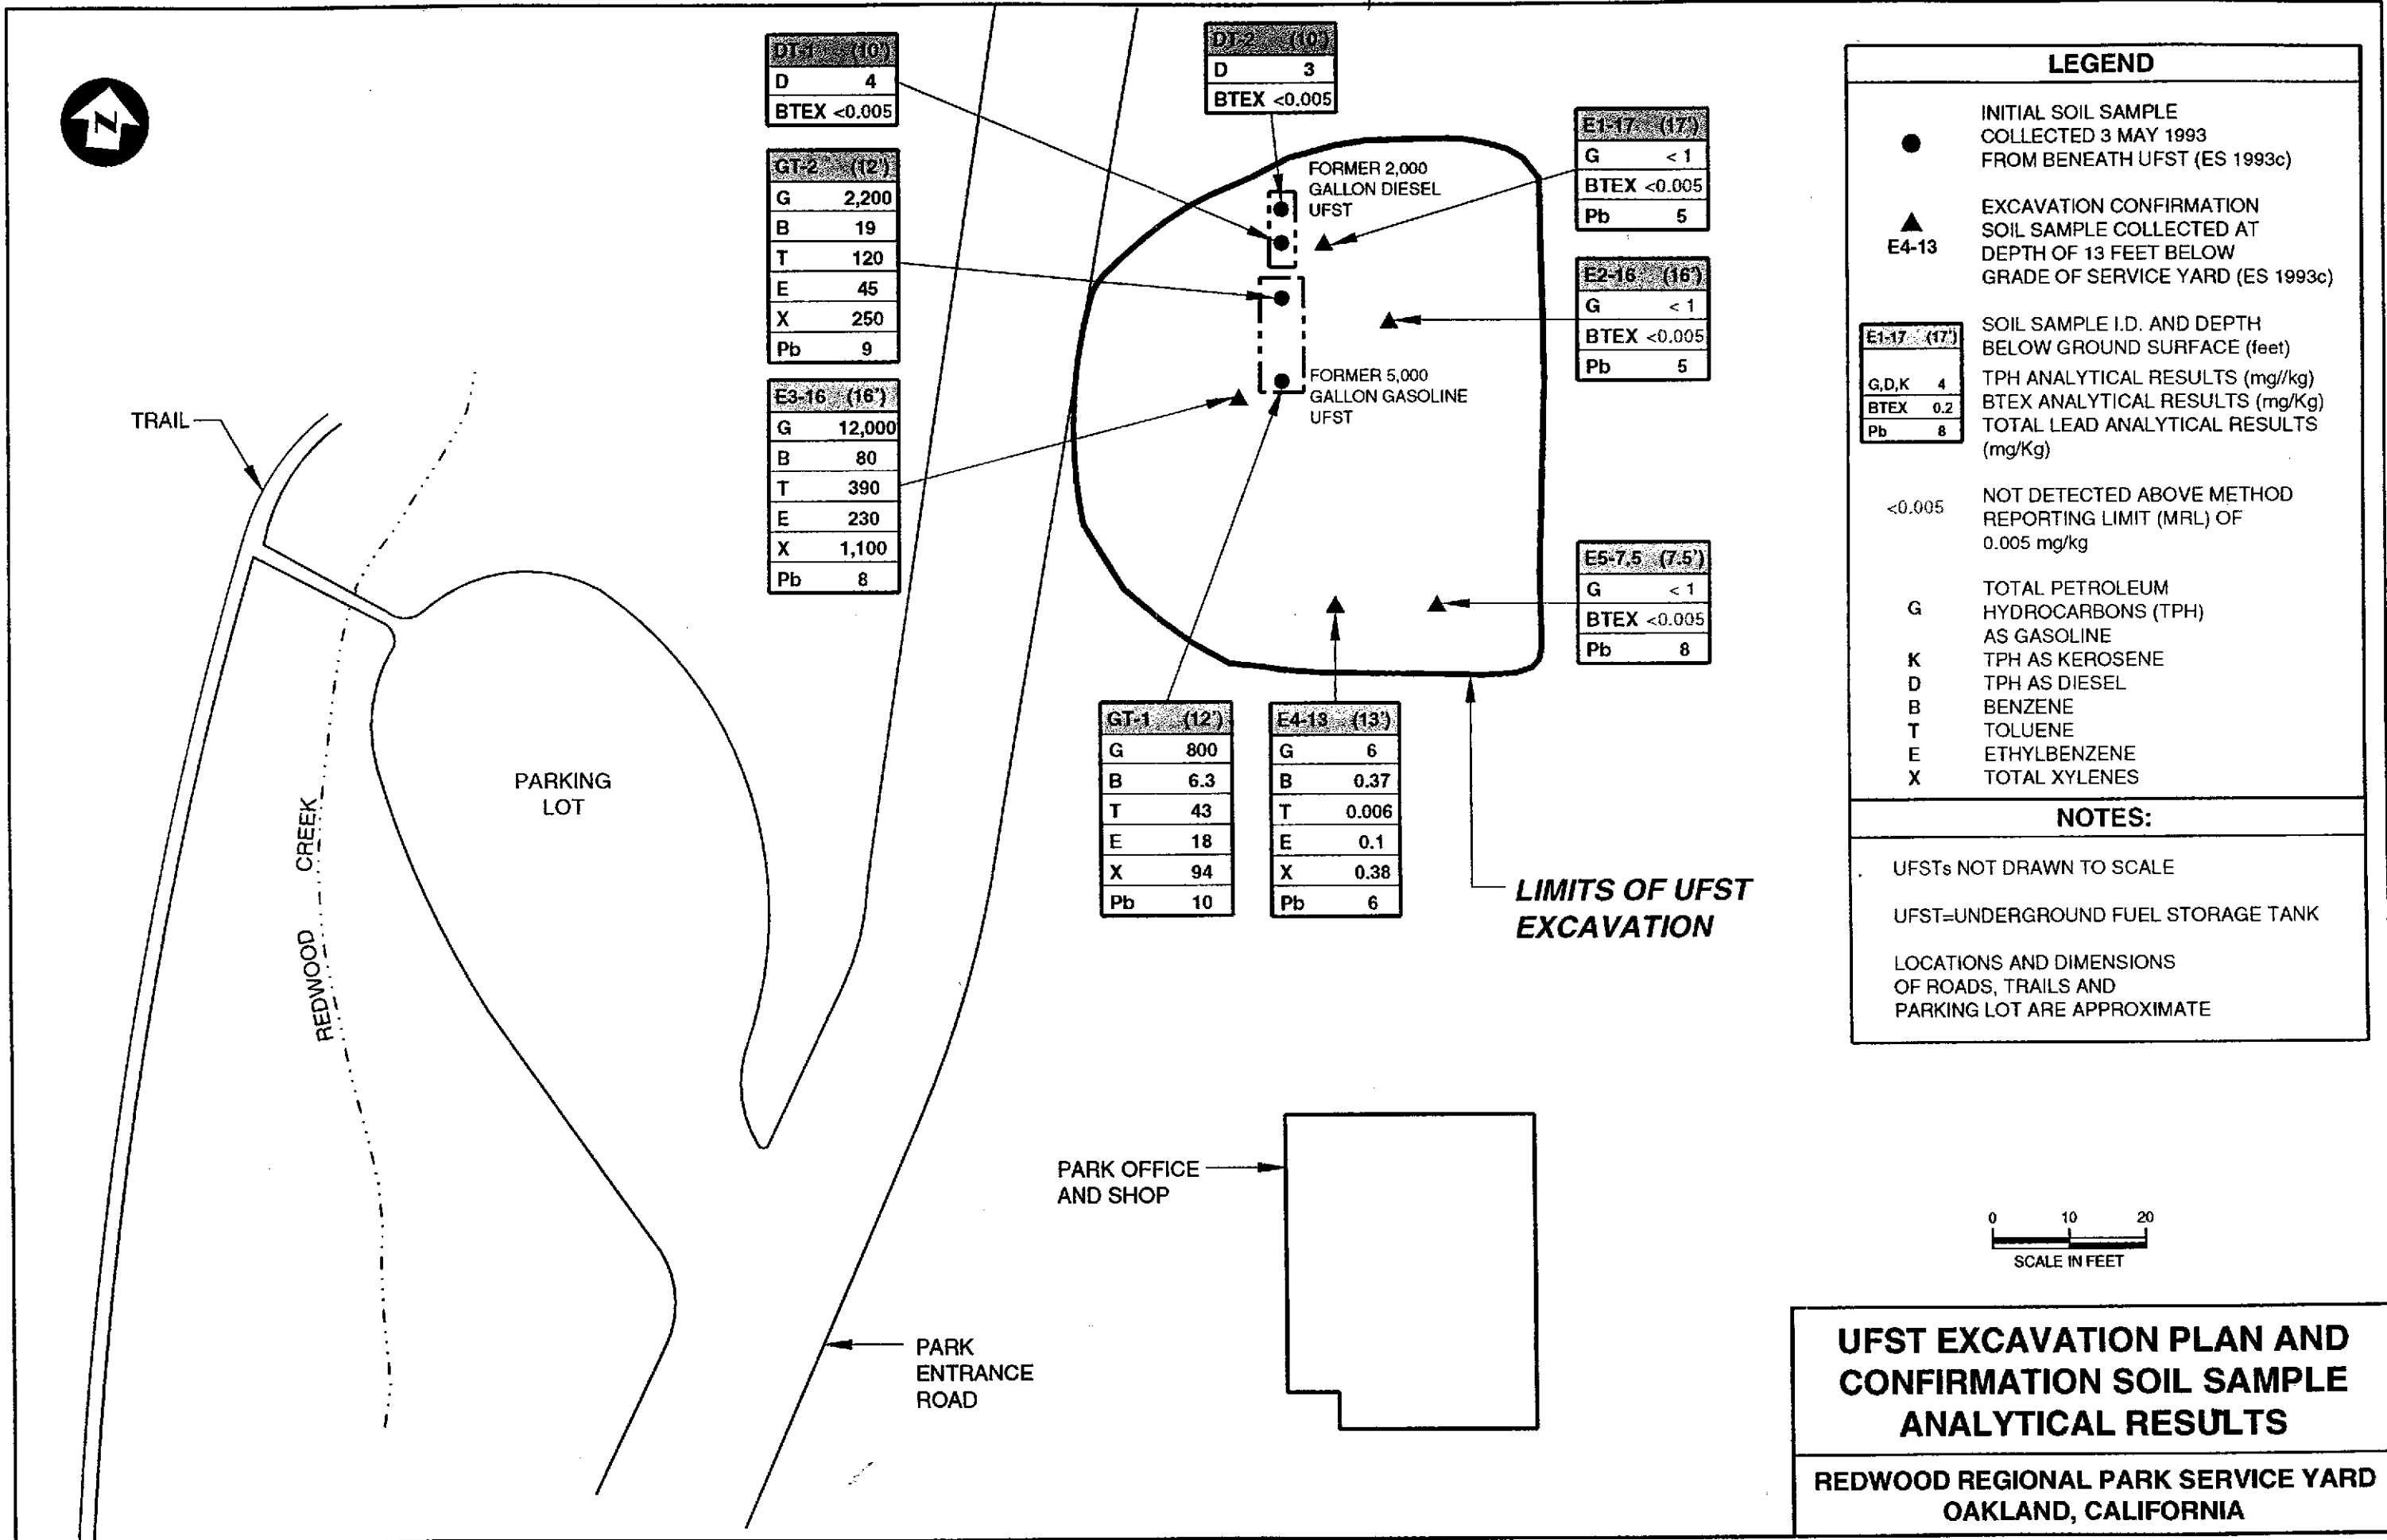 N
DT-1 (10')
D 4
BTEX <0.005
GT-2 (12')
G 2,200
B 19
T 120
E 45
X 250
Pb 9
E3-16 (16')
G 12,000
B 80
T 390
E 230
X 1,100
Pb 8
DT-2 (10')
D 3
BTEX <0.005
FORMER 2,000
GALLON DIESEL
UFST
FORMER 5,000
GALLON GASOLINE
UFST
E1-17 (17')
G < 1
BTEX <0.005
Pb 5
E2-16 (16')
G < 1
BTEX <0.005
Pb 5
E5-7.5 (7.5')
G < 1
BTEX <0.005
Pb 8
GT-1 (12')
G 800
B 6.3
T 43
E 18
X 94
Pb 10
E4-13 (13')
G 6
B 0.37
T 0.006
E 0.1
X 0.38
Pb 6
LIMITS OF UFST
EXCAVATION
TRAIL
REDWOOD CREEK
PARKING
LOT
PARK OFFICE
AND SHOP
PARK
ENTRANCE
ROAD
LEGEND
INITIAL SOIL SAMPLE
COLLECTED 3 MAY 1993
FROM BENEATH UFST (ES 1993c)
E4-13
EXCAVATION CONFIRMATION
SOIL SAMPLE COLLECTED AT
DEPTH OF 13 FEET BELOW
GRADE OF SERVICE YARD (ES 1993c)
E1-17 (17')
G,D,K 4
BTEX 0.2
Pb 8
SOIL SAMPLE I.D. AND DEPTH
BELOW GROUND SURFACE (feet)
TPH ANALYTICAL RESULTS (mg//kg)
BTEX ANALYTICAL RESULTS (mg/Kg)
TOTAL LEAD ANALYTICAL RESULTS
(mg/Kg)
<0.005 NOT DETECTED ABOVE METHOD
REPORTING LIMIT (MRL) OF
0.005 mg/kg
TOTAL PETROLEUM
G HYDROCARBONS (TPH)
AS GASOLINE
K TPH AS KEROSENE
D TPH AS DIESEL
B BENZENE
T TOLUENE
E ETHYLBENZENE
X TOTAL XYLENES
NOTES:
UFSTs NOT DRAWN TO SCALE
UFST=UNDERGROUND FUEL STORAGE TANK
LOCATIONS AND DIMENSIONS
OF ROADS, TRAILS AND
PARKING LOT ARE APPROXIMATE
0 10 20
SCALE IN FEET
UFST EXCAVATION PLAN AND
CONFIRMATION SOIL SAMPLE
ANALYTICAL RESULTS
REDWOOD REGIONAL PARK SERVICE YARD
OAKLAND, CALIFORNIA